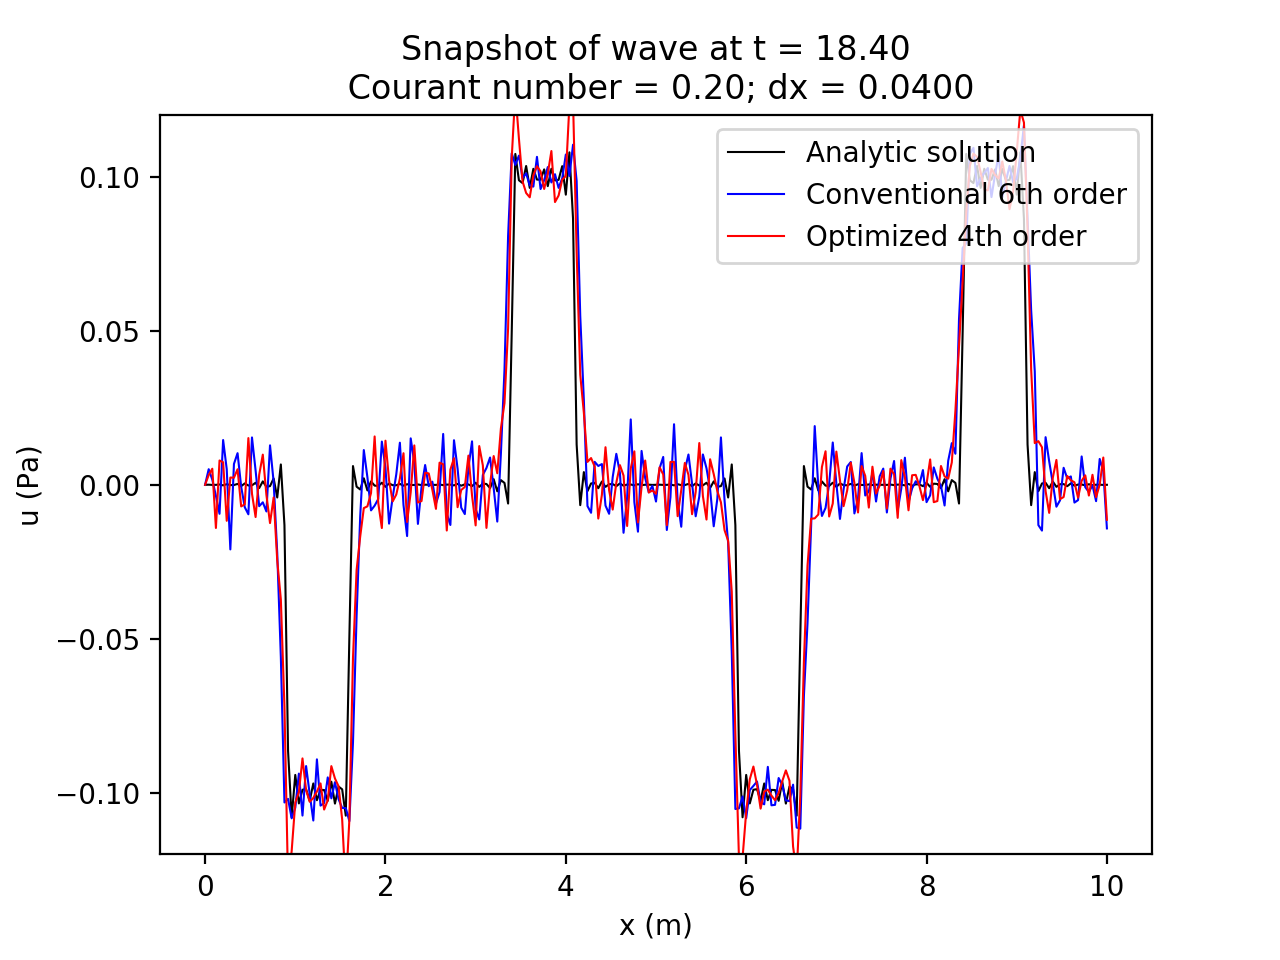 Snapshot of wave at t = 18.40
Courant number = 0.20; dx = 0.0400
Analytic solution
Conventional 6th order
Optimized 4th order
u (Pa)
0.10
0.05
0.00
−0.05
−0.10
0 2 4 6 8 10
x (m)